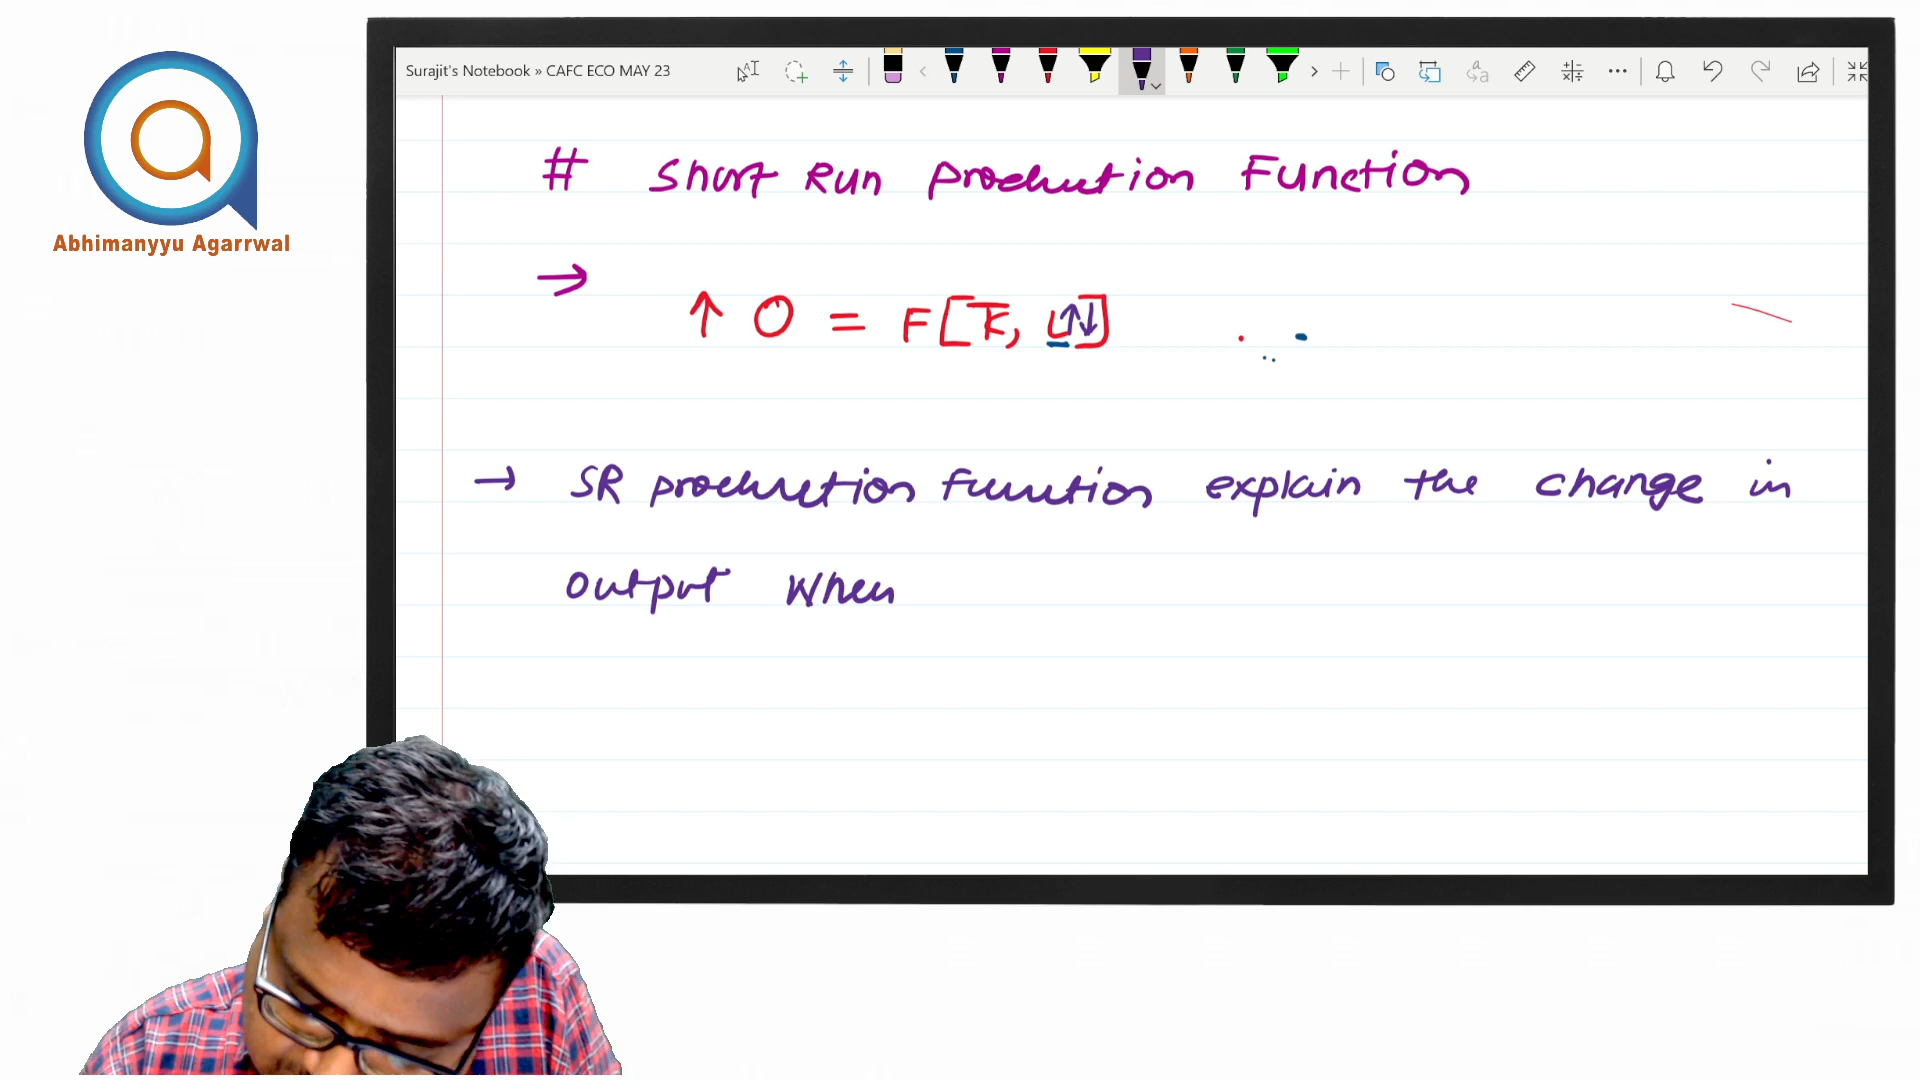 Surajit's Notebook » CAFC ECO MAY 23
# Short Run Production Function
→
↑ O = F[K̅, L↑↓]
→ SR production function explain the change in
output when
Abhimanyyu Agarrwal